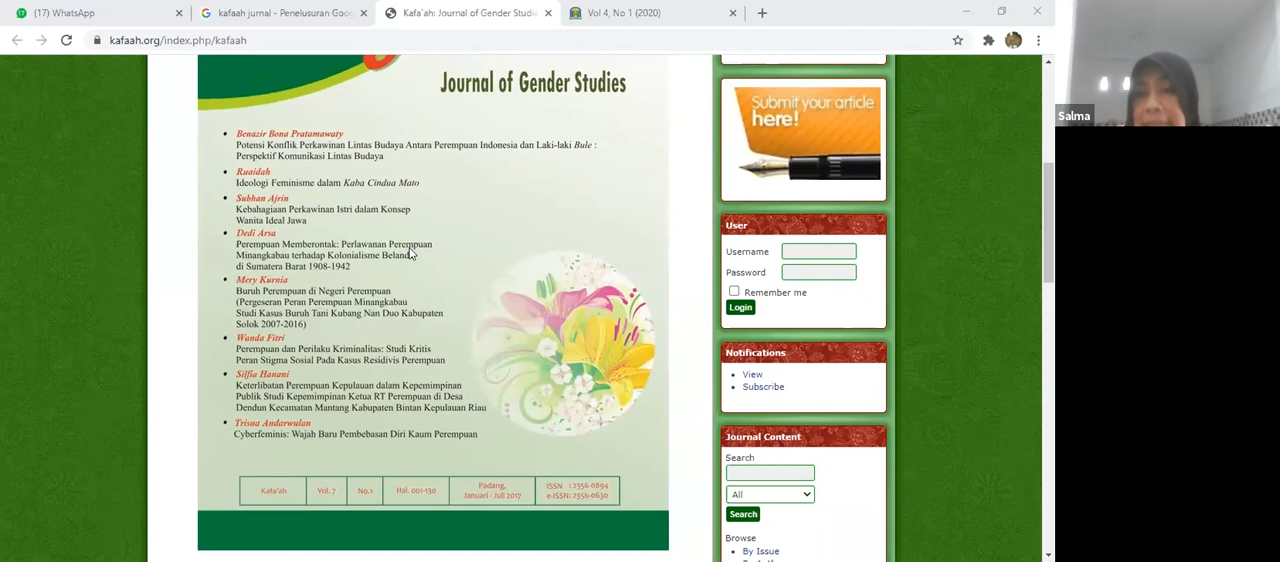 (17) WhatsApp
kafaah jurnal - Penelusuran Goog
Kafa`ah: Journal of Gender Studie
Vol 4, No 1 (2020)
kafaah.org/index.php/kafaah
Journal of Gender Studies
Benazir Bona Pratamawaty
Potensi Konflik Perkawinan Lintas Budaya Antara Perempuan Indonesia dan Laki-laki Bule :
Perspektif Komunikasi Lintas Budaya
Ruaidah
Ideologi Feminisme dalam Kaba Cindua Mato
Subhan Ajrin
Kebahagiaan Perkawinan Istri dalam Konsep
Wanita Ideal Jawa
Dedi Arsa
Perempuan Memberontak: Perlawanan Perempuan
Minangkabau terhadap Kolonialisme Beland
di Sumatera Barat 1908-1942
Mery Kurnia
Buruh Perempuan di Negeri Perempuan
(Pergeseran Peran Perempuan Minangkabau
Studi Kasus Buruh Tani Kubang Nan Duo Kabupaten
Solok 2007-2016)
Wanda Fitri
Perempuan dan Perilaku Kriminalitas: Studi Kritis
Peran Stigma Sosial Pada Kasus Residivis Perempuan
Silfia Hanani
Keterlibatan Perempuan Kepulauan dalam Kepemimpinan
Publik Studi Kepemimpinan Ketua RT Perempuan di Desa
Dendun Kecamatan Mantang Kabupaten Bintan Kepulauan Riau
Trisna Andarwulan
Cyberfeminis: Wajah Baru Pembebasan Diri Kaum Perempuan
Kafa'ah
Vol. 7
No.1
Hal. 001-130
Padang,
Januari - Juli 2017
ISSN : 2356-0894
e-ISSN: 2356-0630
Submit your article
here!
User
Username
Password
Remember me
Login
Notifications
View
Subscribe
Journal Content
Search
All
Search
Browse
By Issue
Salma